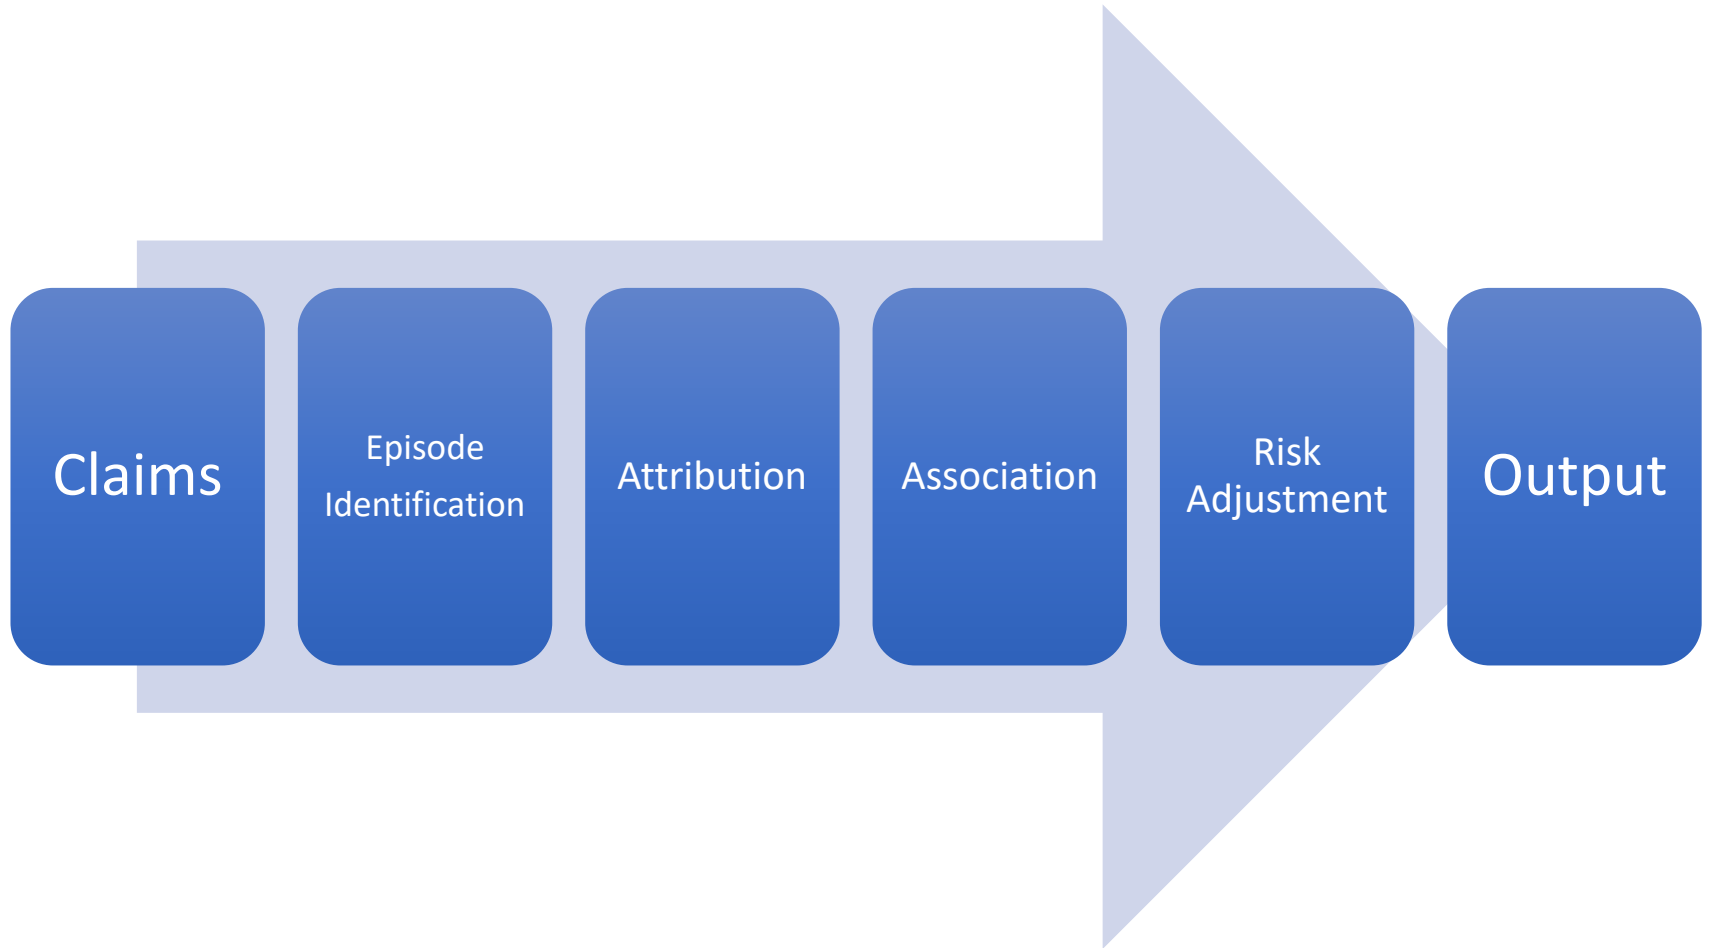 Claims
Episode
Identification
Attribution
Association
Risk
Adjustment
Output